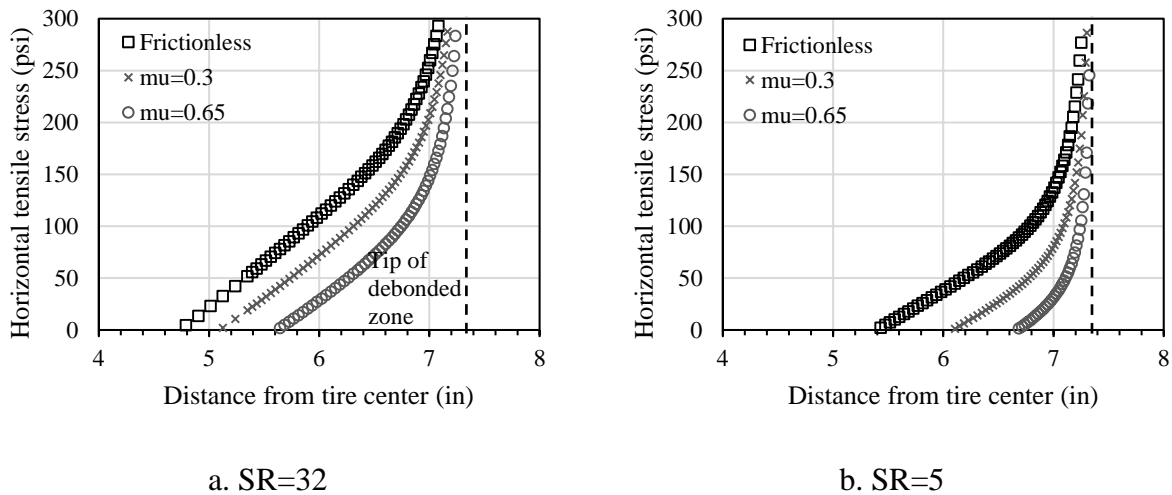 Horizontal tensile stress (psi)
300
250
200
150
100
50
0
Frictionless
mu=0.3
mu=0.65
Tip of
debonded
zone
4 5 6 7 8
Distance from tire center (in)
a. SR=32
Horizontal tensile stress (psi)
300
250
200
150
100
50
0
Frictionless
mu=0.3
mu=0.65
4 5 6 7 8
Distance from tire center (in)
b. SR=5